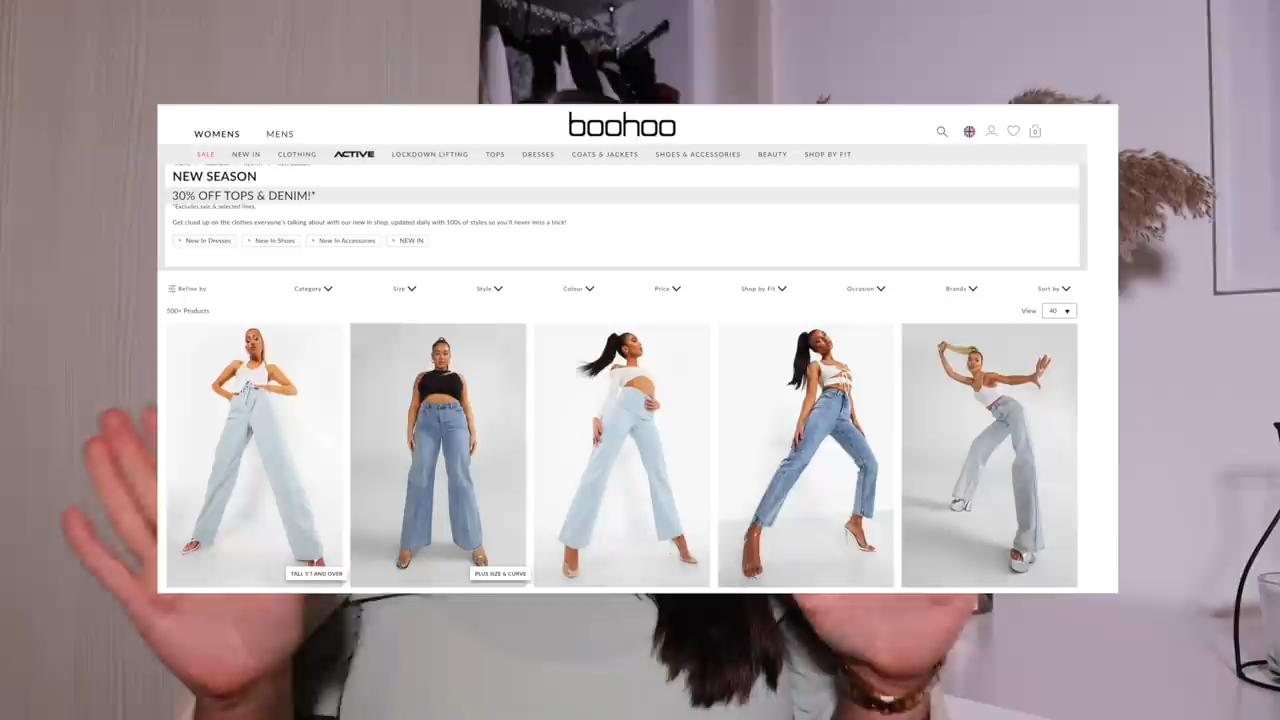 boohoo
WOMENS MENS
0
SALE NEW IN CLOTHING ACTIVE LOCKDOWN LIFTING TOPS DRESSES COATS & JACKETS SHOES & ACCESSORIES BEAUTY SHOP BY FIT
NEW SEASON
30% OFF TOPS & DENIM!*
*Excludes sale & selected lines.
Get clued up on the clothes everyone's talking about with our new in shop, updated daily with 100s of styles so you'll never miss a trick!
> New In Dresses > New In Shoes > New In Accessories > NEW IN
Refine by Category Size Style Colour Price Shop by Fit Occasion Brands Sort by
500+ Products View 40
TALL 5'7 AND OVER PLUS SIZE & CURVE